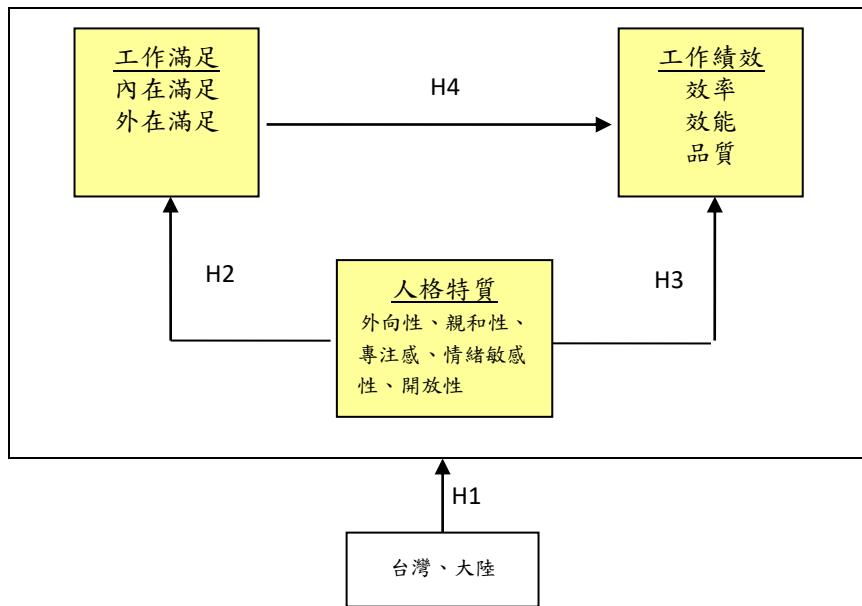 工作滿足
內在滿足
外在滿足
H4
工作績效
效率
效能
品質
H2
人格特質
外向性、親和性、
專注感、情緒敏感
性、開放性
H3
H1
台灣、大陸